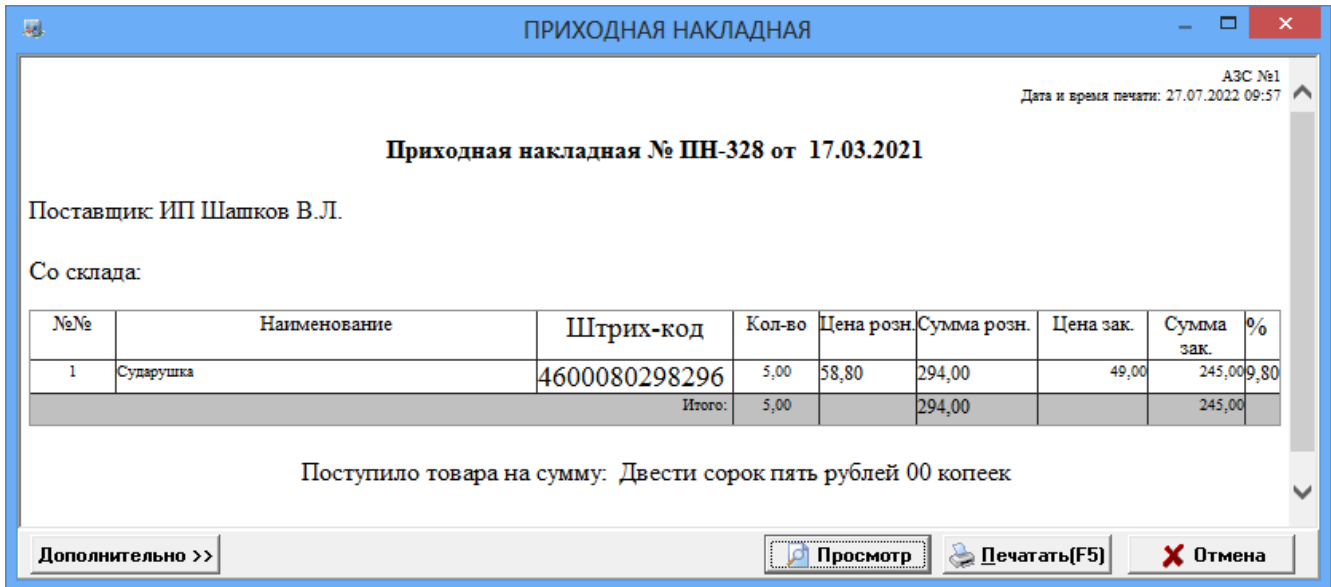 ПРИХОДНАЯ НАКЛАДНАЯ
АЗС №1
Дата и время печати: 27.07.2022 09:57
Приходная накладная № ПН-328 от 17.03.2021
Поставщик: ИП Шашков В.Л.
Со склада:
№№ Наименование Штрих-код Кол-во Цена розн. Сумма розн. Цена зак. Сумма зак. %
1 Сударушка 4600080298296 5,00 58,80 294,00 49,00 245,00 9,80
Итого: 5,00 294,00 245,00
Поступило товара на сумму: Двести сорок пять рублей 00 копеек
Дополнительно >> Просмотр Печатать(F5) Отмена